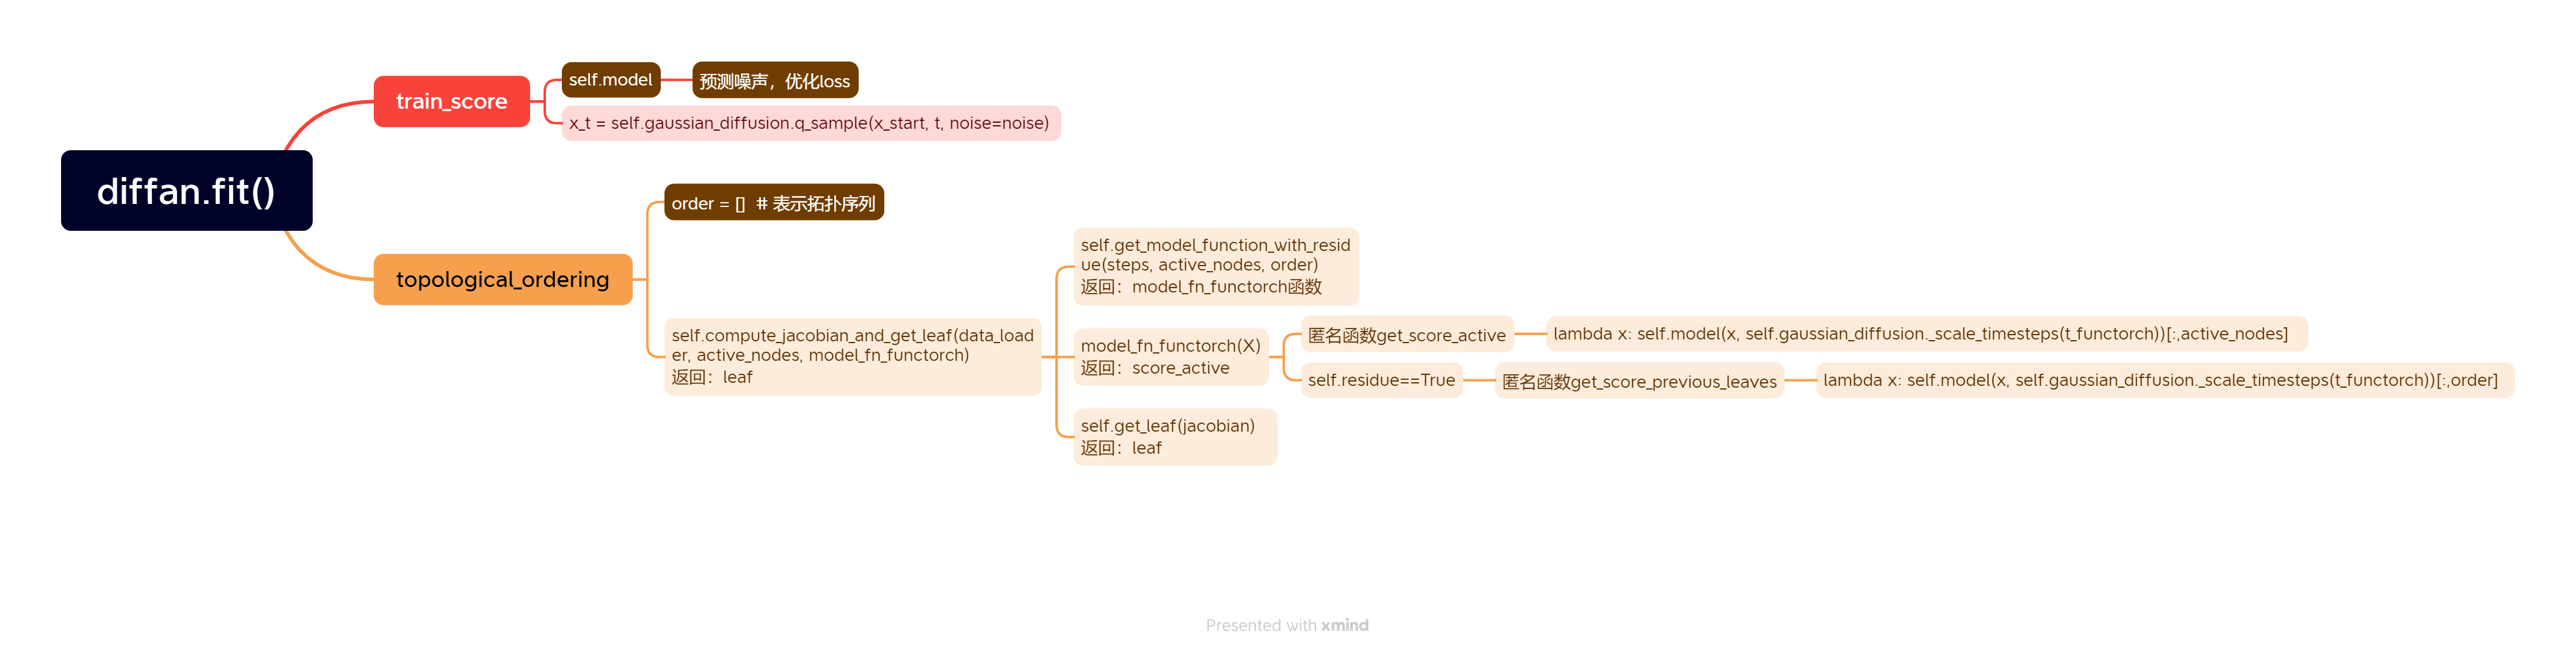 diffan.fit()
train_score
self.model
预测噪声，优化loss
x_t = self.gaussian_diffusion.q_sample(x_start, t, noise=noise)
topological_ordering
order = []  # 表示拓扑序列
self.compute_jacobian_and_get_leaf(data_load
er, active_nodes, model_fn_functorch)
返回：leaf
self.get_model_function_with_resid
ue(steps, active_nodes, order)
返回：model_fn_functorch函数
model_fn_functorch(X)
返回：score_active
匿名函数get_score_active
lambda x: self.model(x, self.gaussian_diffusion._scale_timesteps(t_functorch))[:,active_nodes]
self.residue==True
匿名函数get_score_previous_leaves
lambda x: self.model(x, self.gaussian_diffusion._scale_timesteps(t_functorch))[:,order]
self.get_leaf(jacobian)
返回：leaf
Presented with xmind